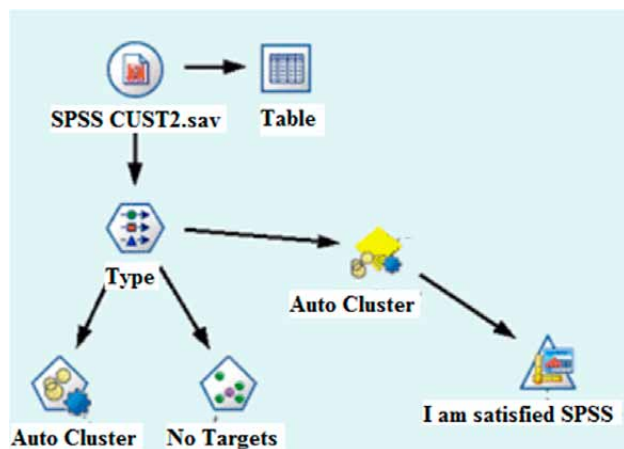 SPSS CUST2.sav
Table
Type
Auto Cluster
Auto Cluster
No Targets
I am satisfied SPSS